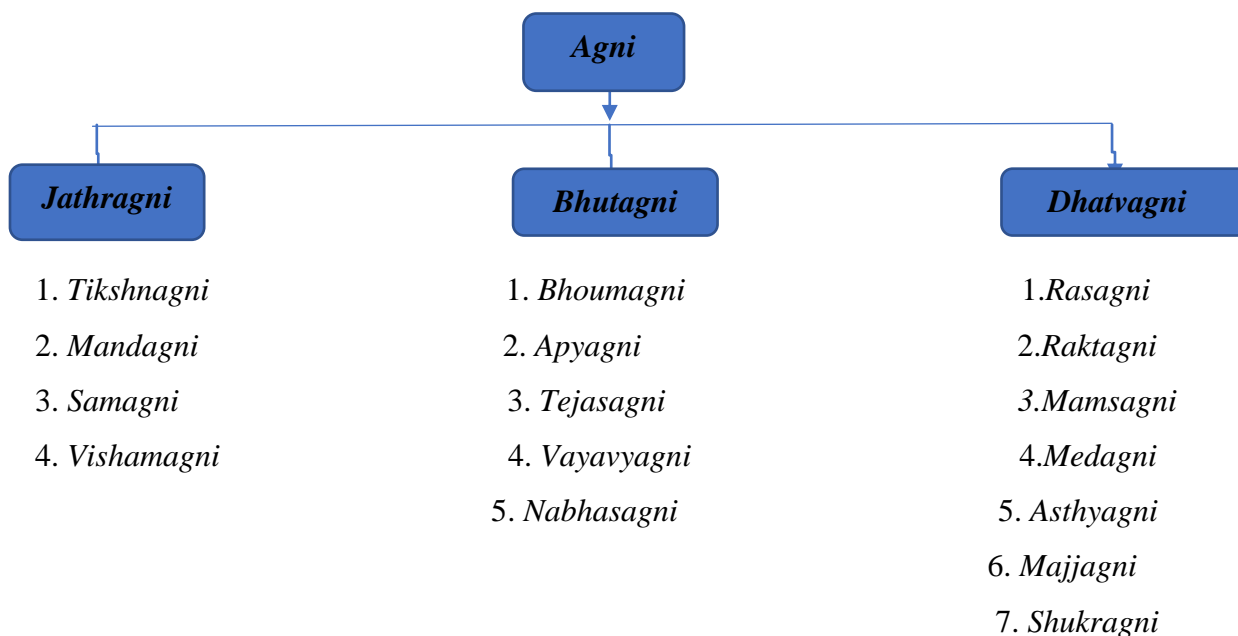 Agni
Jathragni
Bhutagni
Dhatvagni
1. Tikshnagni
2. Mandagni
3. Samagni
4. Vishamagni
1. Bhoumagni
2. Apyagni
3. Tejasagni
4. Vayavyagni
5. Nabhasagni
1.Rasagni
2.Raktagni
3.Mamsagni
4.Medagni
5. Asthyagni
6. Majjagni
7. Shukragni